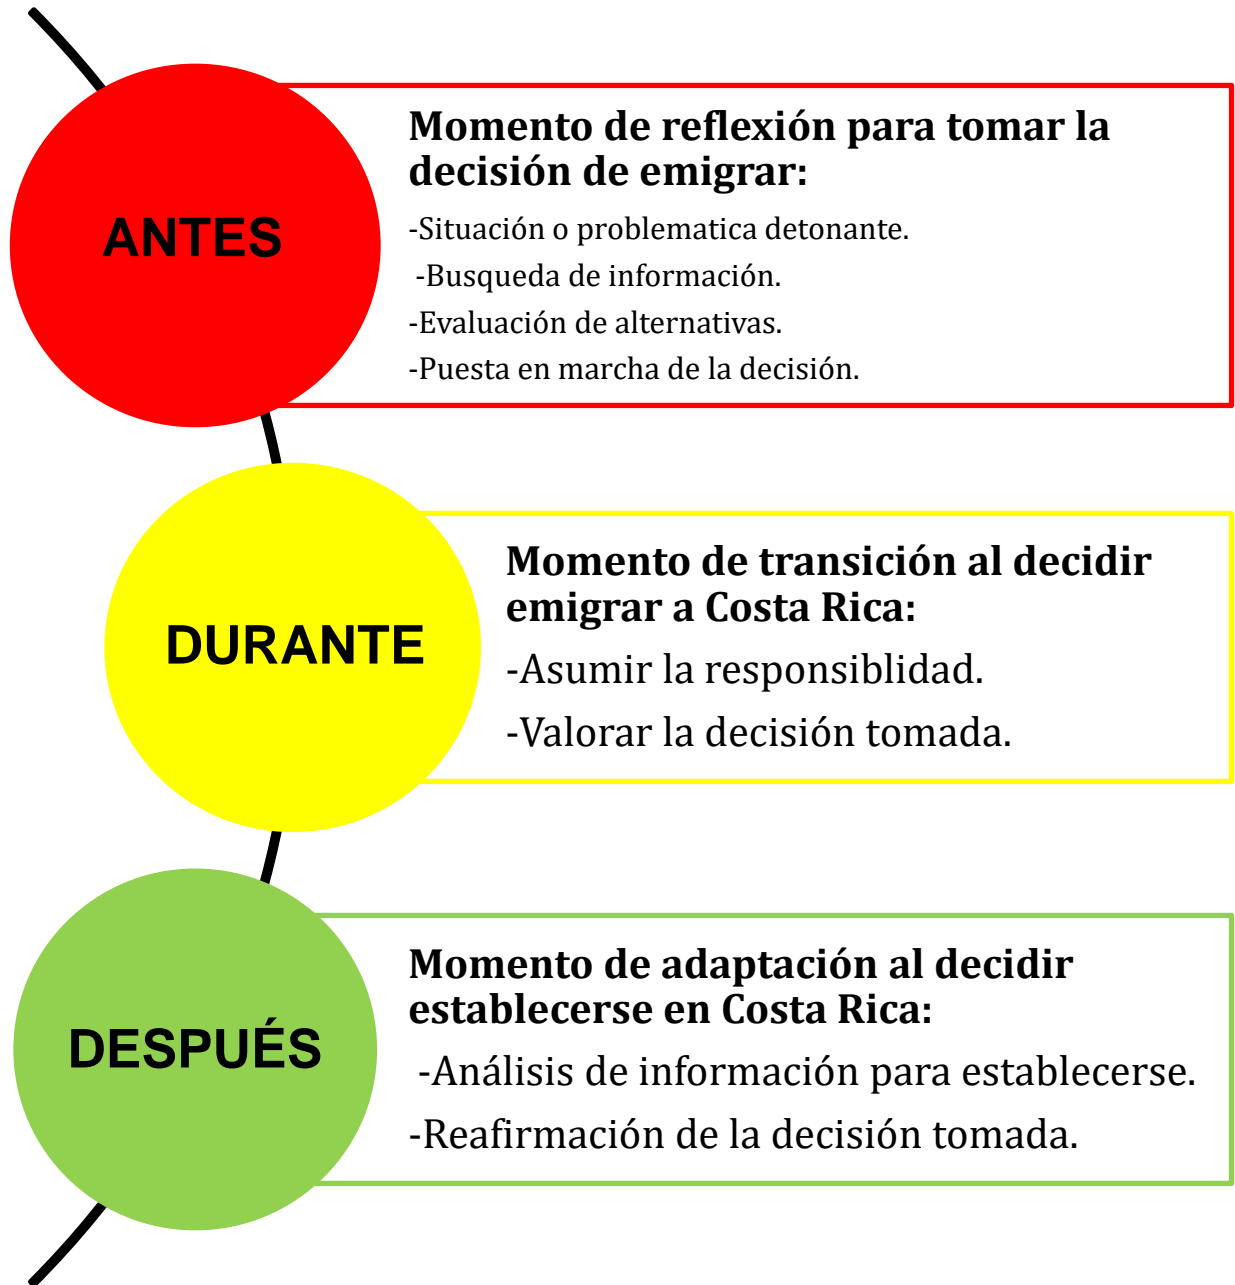 ANTES
Momento de reflexión para tomar la
decisión de emigrar:
-Situación o problematica detonante.
-Busqueda de información.
-Evaluación de alternativas.
-Puesta en marcha de la decisión.
DURANTE
Momento de transición al decidir
emigrar a Costa Rica:
-Asumir la responsiblidad.
-Valorar la decisión tomada.
DESPUÉS
Momento de adaptación al decidir
establecerse en Costa Rica:
-Análisis de información para establecerse.
-Reafirmación de la decisión tomada.